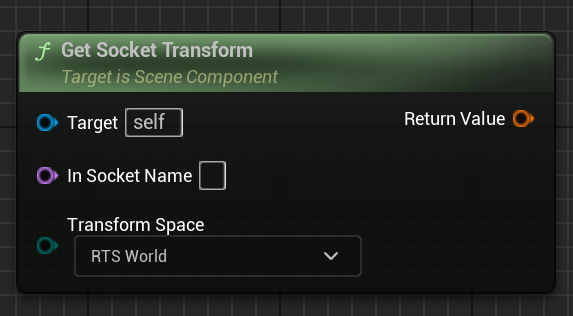 f Get Socket Transform
Target is Scene Component
Target self
Return Value
In Socket Name
Transform Space
RTS World